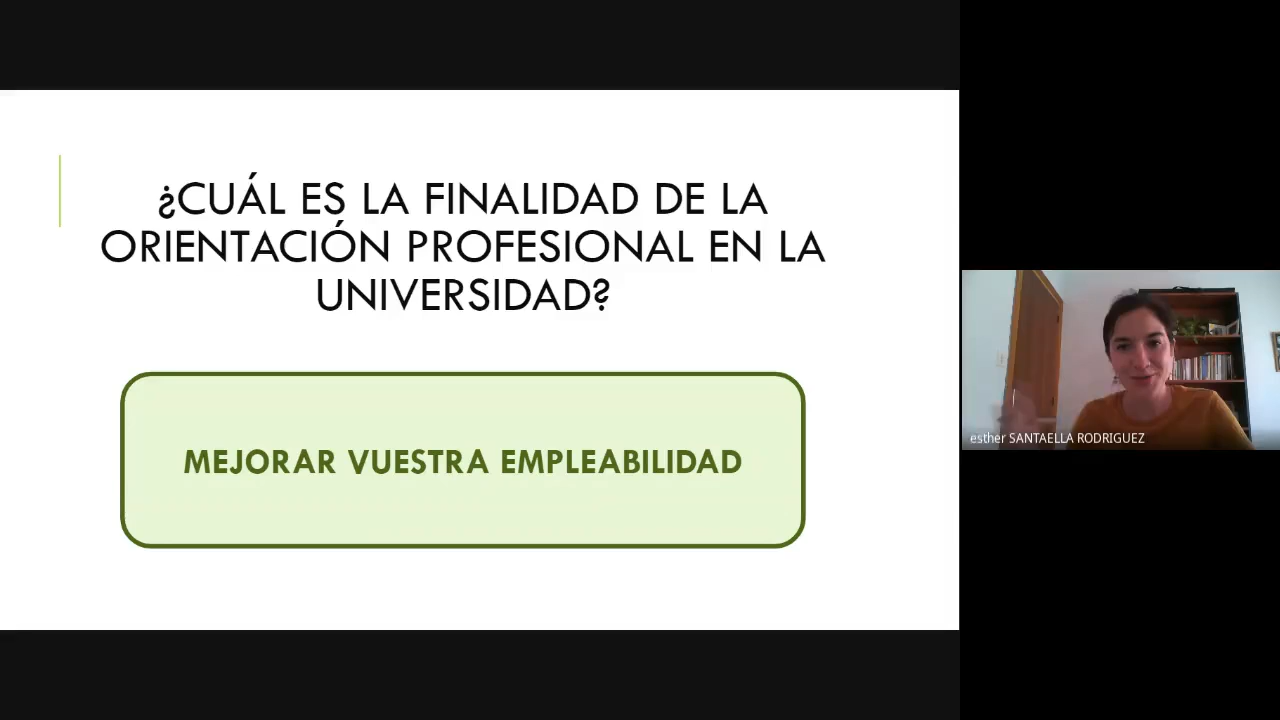 ¿CUÁL ES LA FINALIDAD DE LA
ORIENTACIÓN PROFESIONAL EN LA
UNIVERSIDAD?
MEJORAR VUESTRA EMPLEABILIDAD
esther SANTAELLA RODRIGUEZ